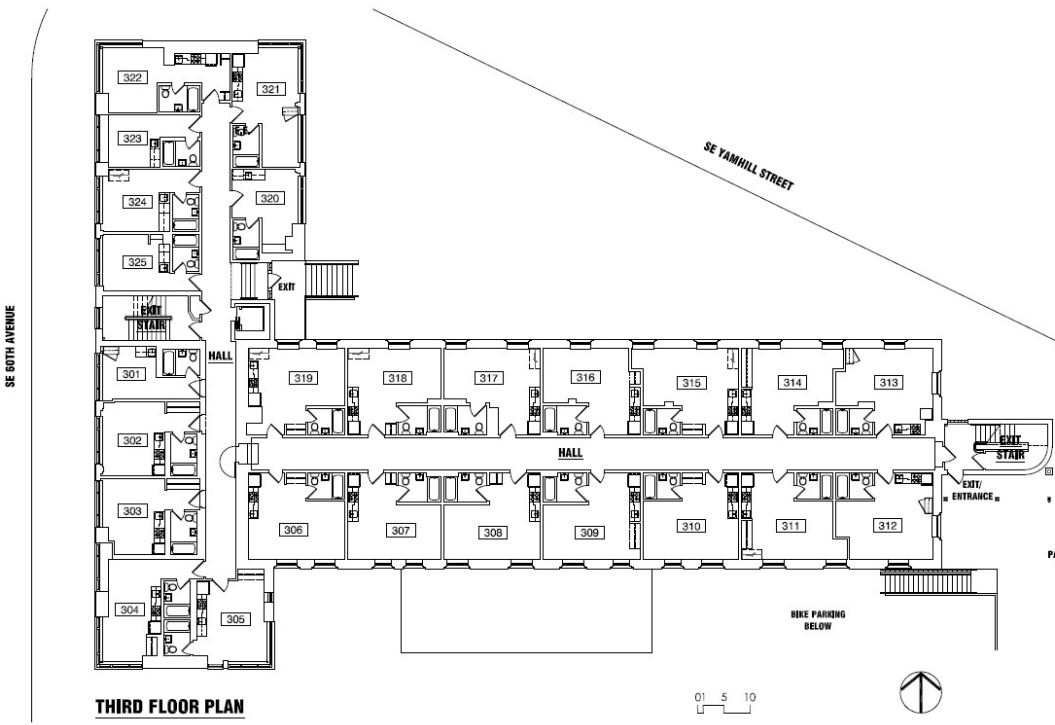 322
321
323
324
320
325
EXIT
EXIT
STAIR
SE YAMHILL STREET
SE 60TH AVENUE
HALL
301
319
318
317
316
315
314
313
302
HALL
EXIT
STAIR
EXIT/
ENTRANCE
303
306
307
308
309
310
311
312
304
305
BIKE PARKING
BELOW
THIRD FLOOR PLAN
01 5 10